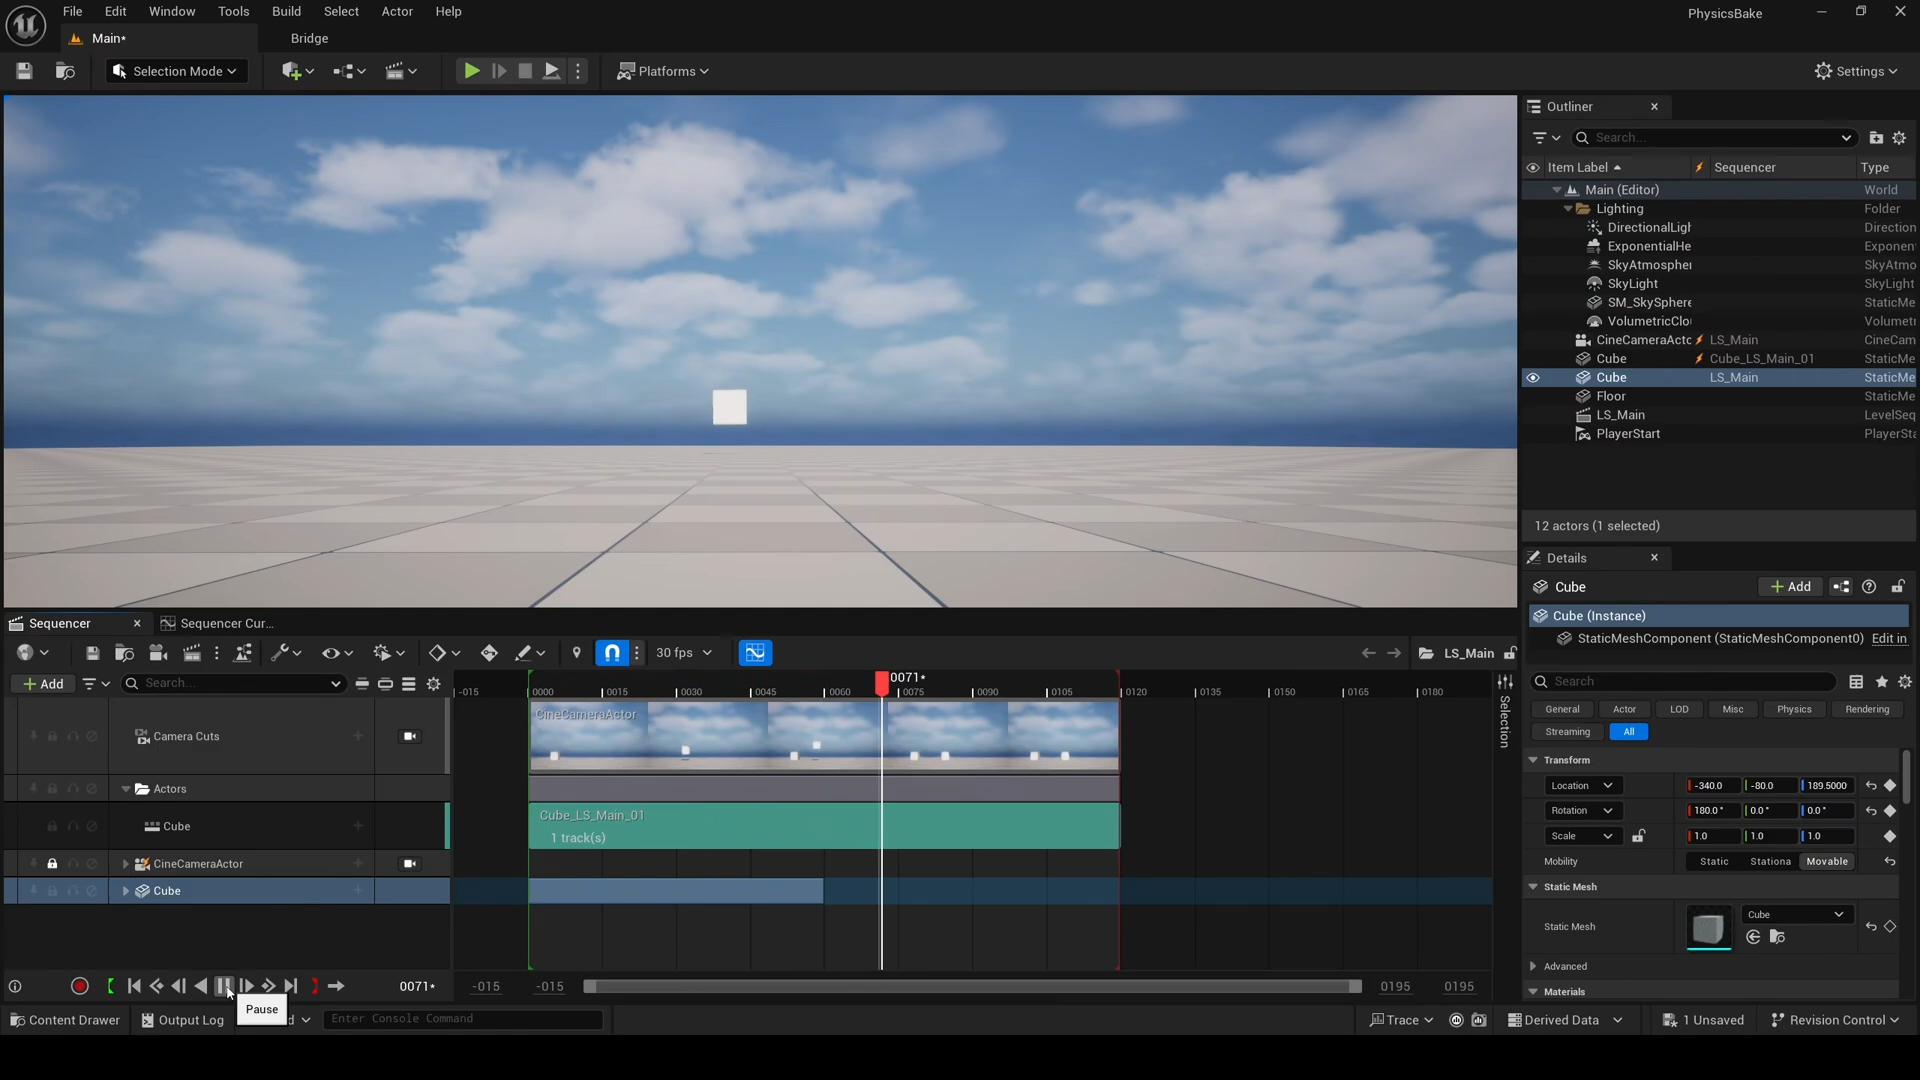 File Edit Window Tools Build Select Actor Help
PhysicsBake
Main*
Bridge
Selection Mode
Platforms
Settings
Outliner
Search...
Item Label
Sequencer
Type
Main (Editor)
World
Lighting
Folder
DirectionalLigh
Direction
ExponentialHe
Exponen
SkyAtmospher
SkyAtmo
SkyLight
SkyLight
SM_SkySphere
StaticMe
VolumetricClou
Volumetr
CineCameraActo
LS_Main
CineCam
Cube
Cube_LS_Main_01
StaticMe
Cube
LS_Main
StaticMe
Floor
StaticMe
LS_Main
LevelSeq
PlayerStart
PlayerSta
12 actors (1 selected)
Details
Cube
Add
Cube (Instance)
StaticMeshComponent (StaticMeshComponent0)
Edit in
Search
General
Actor
LOD
Misc
Physics
Rendering
Streaming
All
Transform
Location
-340.0
-80.0
189.5000
Rotation
180.0 °
0.0 °
0.0 °
Scale
1.0
1.0
1.0
Mobility
Static
Stationa
Movable
Static Mesh
Static Mesh
Cube
Advanced
Materials
Sequencer
Sequencer Cur...
30 fps
LS_Main
Add
Search...
-015
0000
0015
0030
0045
0060
0071*
0075
0090
0105
0120
0135
0150
0165
0180
Selection
Camera Cuts
CineCameraActor
Actors
Cube
Cube_LS_Main_01
1 track(s)
CineCameraActor
Cube
0071*
-015
-015
0195
0195
Pause
Content Drawer
Output Log
d
Enter Console Command
Trace
Derived Data
1 Unsaved
Revision Control